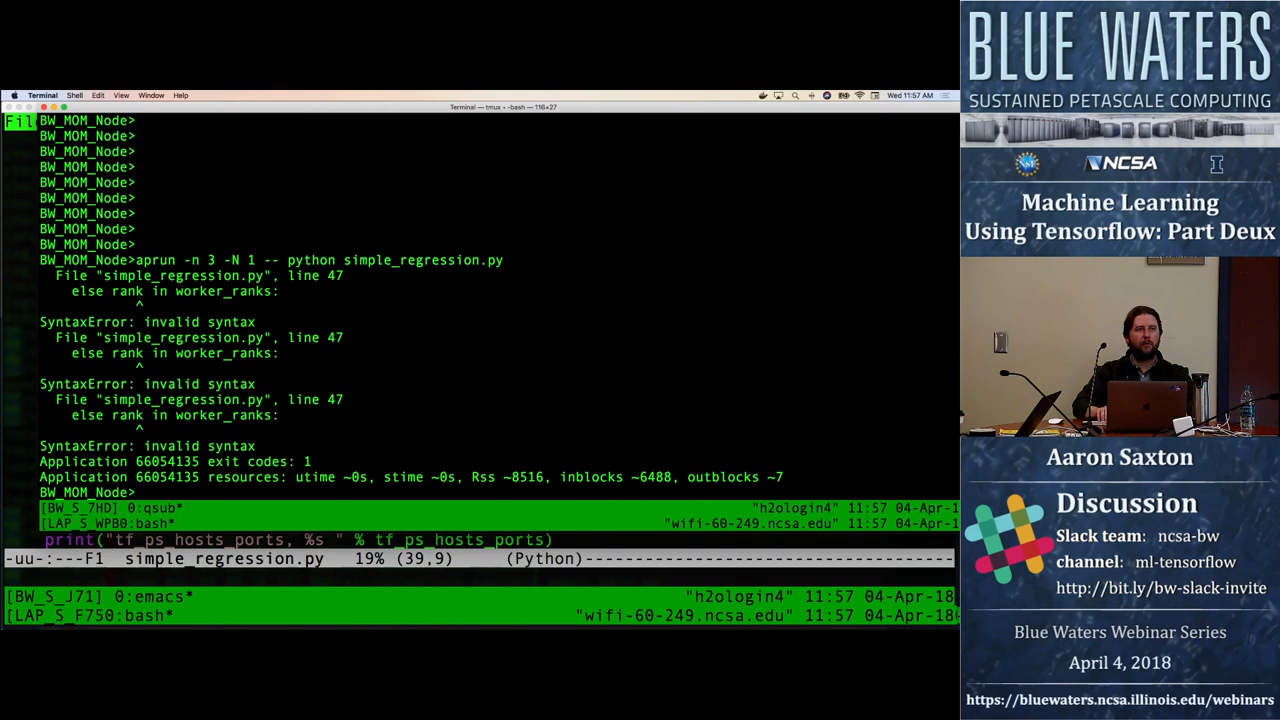 Terminal Shell Edit View Window Help
Wed 11:57 AM
Terminal — tmux • -bash — 116×27
Fil
BW_MOM_Node>
BW_MOM_Node>
BW_MOM_Node>
BW_MOM_Node>
BW_MOM_Node>
BW_MOM_Node>
BW_MOM_Node>
BW_MOM_Node>
BW_MOM_Node>
BW_MOM_Node>aprun -n 3 -N 1 -- python simple_regression.py
File "simple_regression.py", line 47
else rank in worker_ranks:
^
SyntaxError: invalid syntax
File "simple_regression.py", line 47
else rank in worker_ranks:
^
SyntaxError: invalid syntax
File "simple_regression.py", line 47
else rank in worker_ranks:
^
SyntaxError: invalid syntax
Application 66054135 exit codes: 1
Application 66054135 resources: utime ~0s, stime ~0s, Rss ~8516, inblocks ~6488, outblocks ~7
BW_MOM_Node>
[BW_S_7HD] 0:qsub* "h2ologin4" 11:57 04-Apr-1
[LAP_S_WPB0:bash* "wifi-60-249.ncsa.edu" 11:57 04-Apr-1
print("tf_ps_hosts_ports, %s " % tf_ps_hosts_ports)
-uu-:---F1 simple_regression.py 19% (39,9) (Python)------------------------------------------
[BW_S_J71] 0:emacs* "h2ologin4" 11:57 04-Apr-18
[LAP_S_F750:bash* "wifi-60-249.ncsa.edu" 11:57 04-Apr-18
BLUE WATERS
SUSTAINED PETASCALE COMPUTING
NCSA
Machine Learning
Using Tensorflow: Part Deux
Aaron Saxton
Discussion
Slack team: ncsa-bw
channel: ml-tensorflow
http://bit.ly/bw-slack-invite
Blue Waters Webinar Series
April 4, 2018
https://bluewaters.ncsa.illinois.edu/webinars